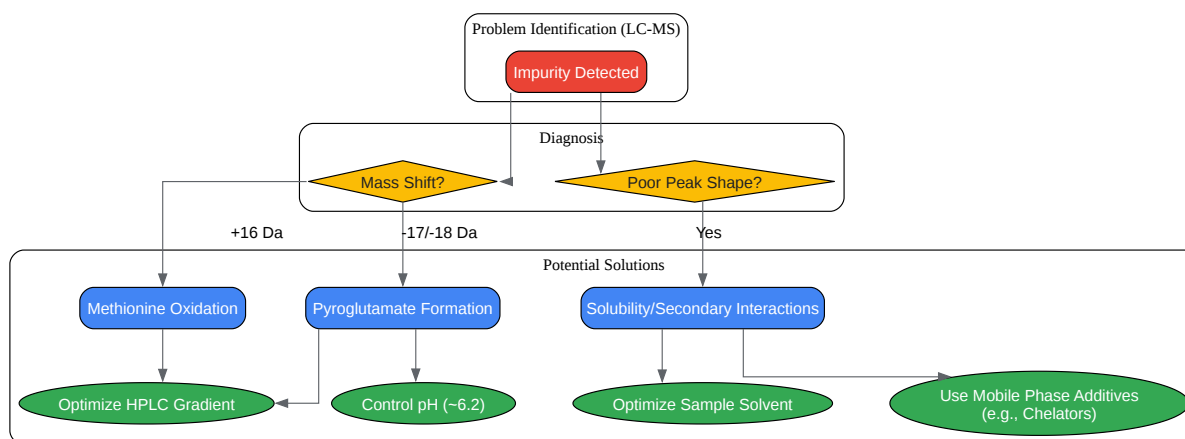 Problem Identification (LC-MS)
Impurity Detected
Diagnosis
Mass Shift?
Poor Peak Shape?
+16 Da
-17/-18 Da
Yes
Potential Solutions
Methionine Oxidation
Pyroglutamate Formation
Solubility/Secondary Interactions
Optimize HPLC Gradient
Control pH (~6.2)
Optimize Sample Solvent
Use Mobile Phase Additives
(e.g., Chelators)